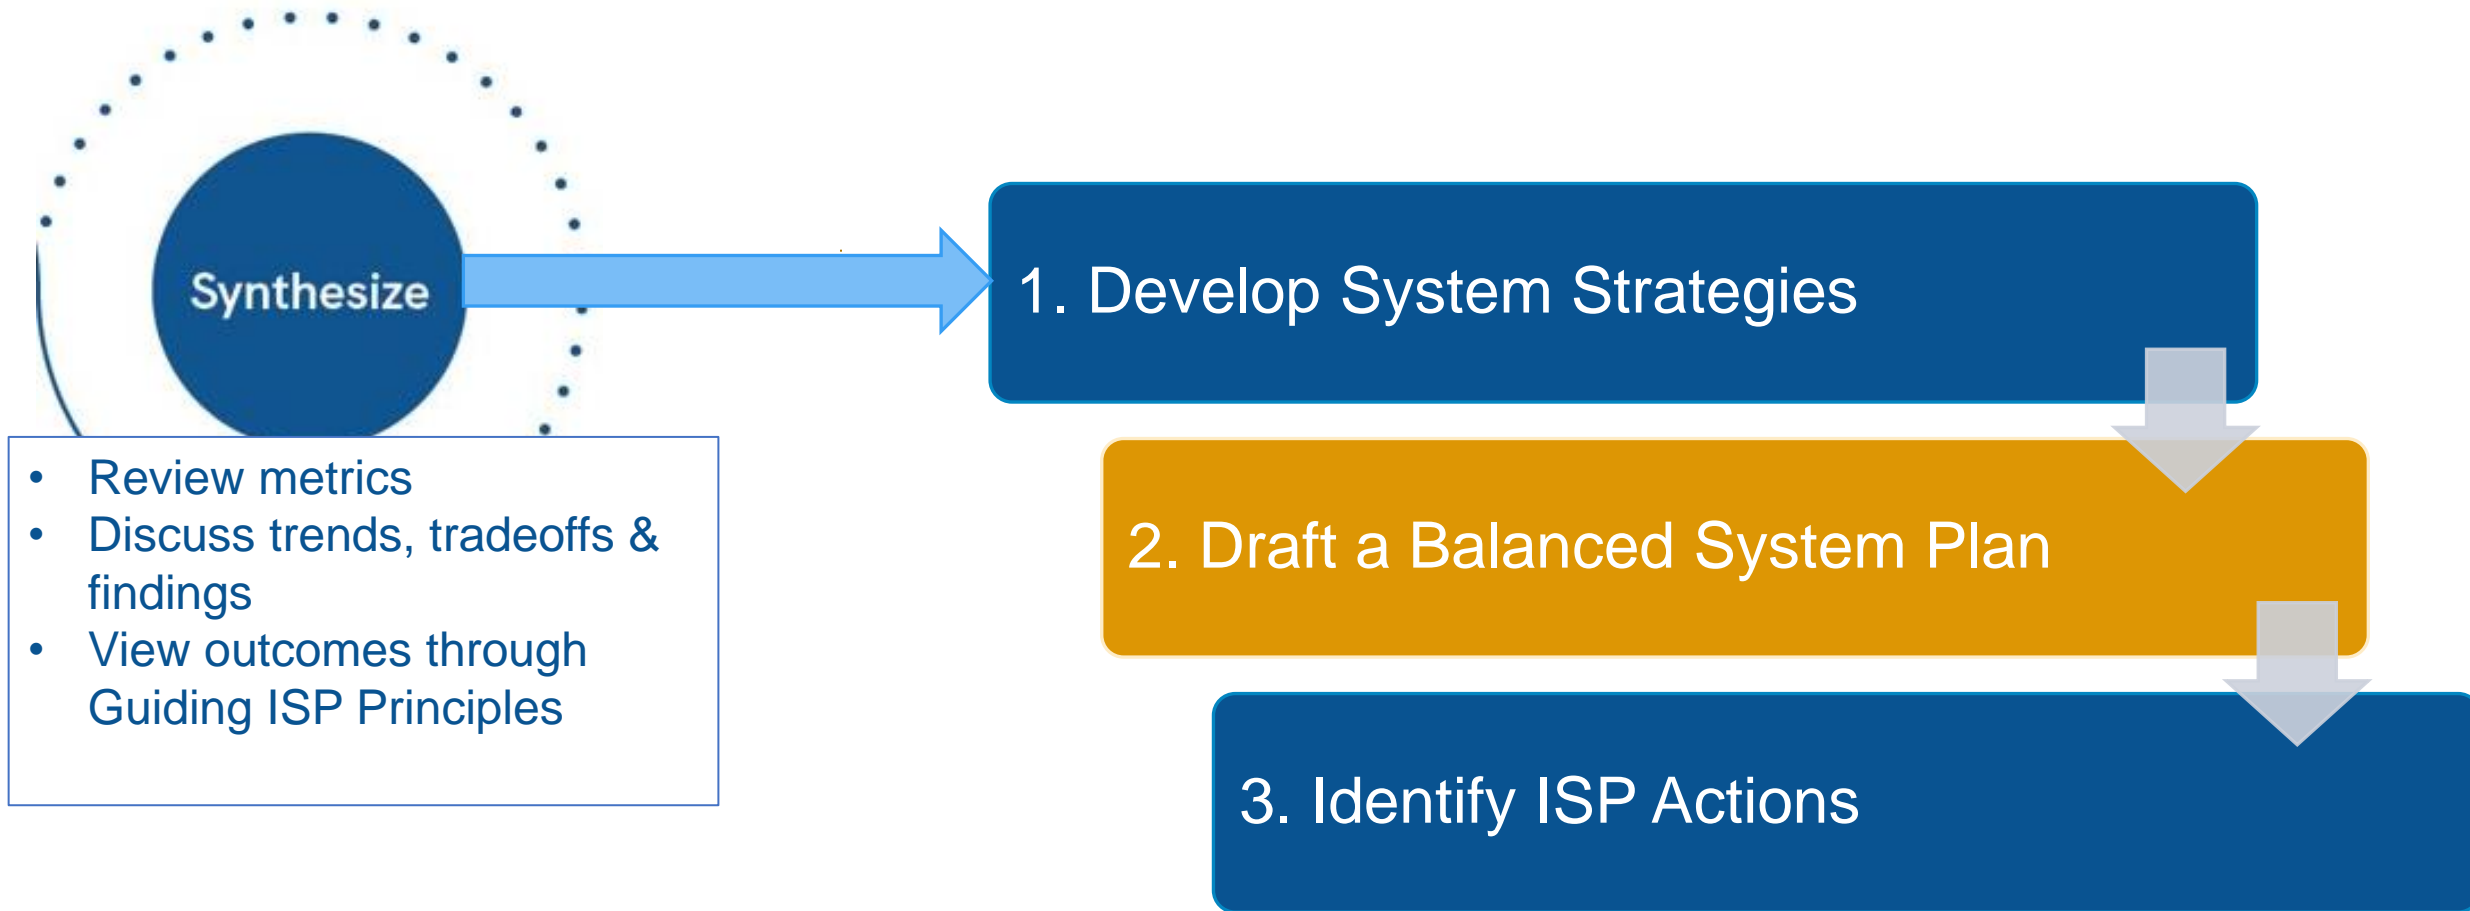 Synthesize
• Review metrics
• Discuss trends, tradeoffs &
findings
• View outcomes through
Guiding ISP Principles
1. Develop System Strategies
2. Draft a Balanced System Plan
3. Identify ISP Actions